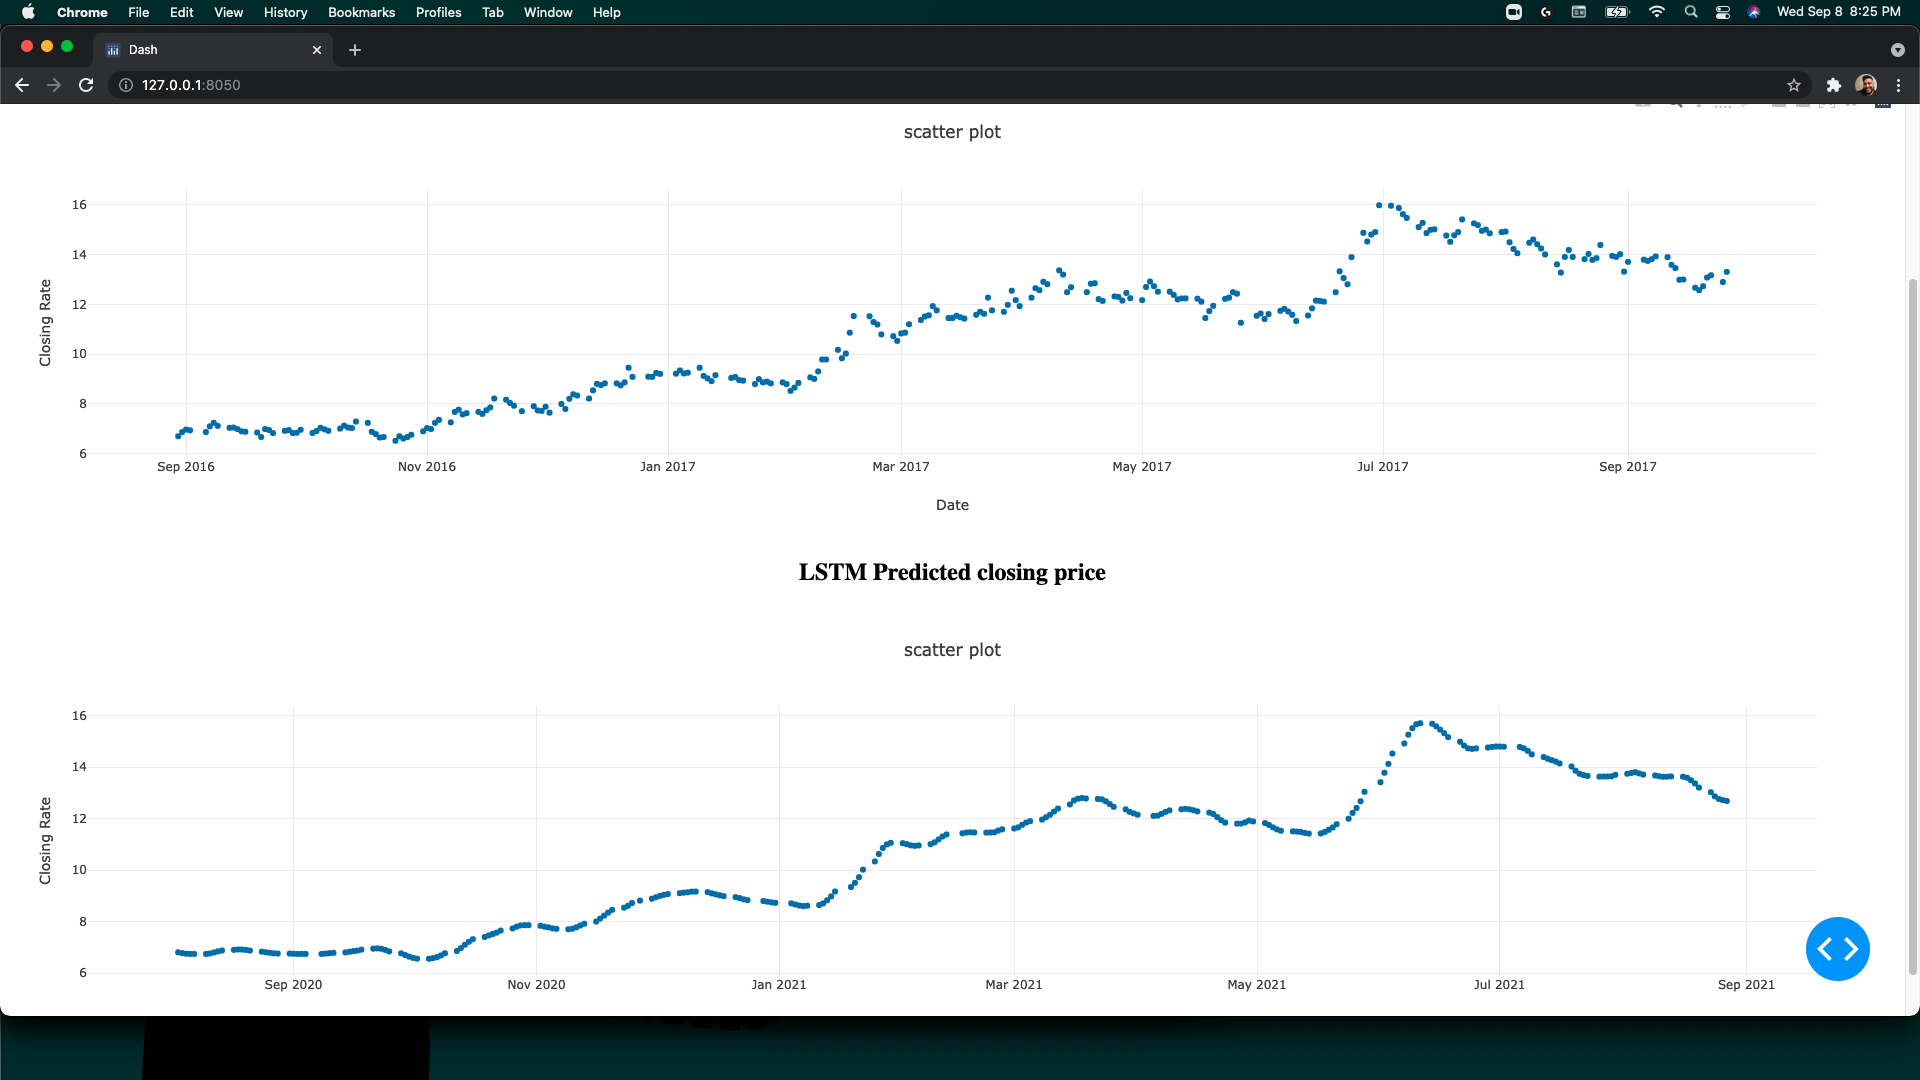 Chrome File Edit View History Bookmarks Profiles Tab Window Help Wed Sep 8 8:25 PM
Dash
127.0.0.1:8050
scatter plot
16
14
12
10
8
6
Closing Rate
Sep 2016 Nov 2016 Jan 2017 Mar 2017 May 2017 Jul 2017 Sep 2017
Date
LSTM Predicted closing price
scatter plot
16
14
12
10
8
6
Closing Rate
Sep 2020 Nov 2020 Jan 2021 Mar 2021 May 2021 Jul 2021 Sep 2021